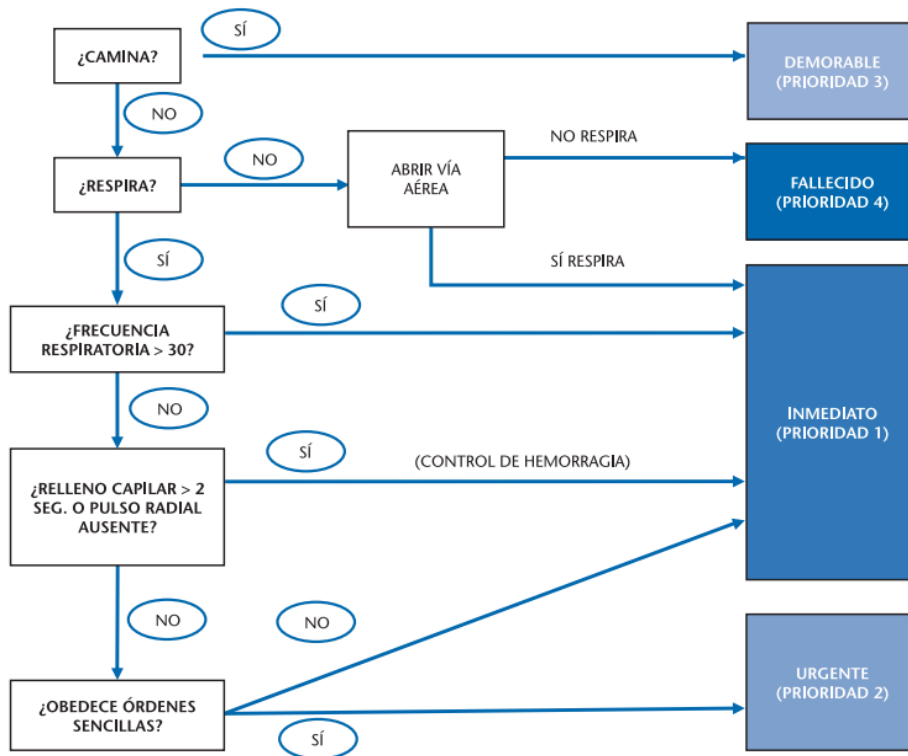 SÍ
¿CAMINA?
DEMORABLE
(PRIORIDAD 3)
NO
NO RESPIRA
NO
¿RESPIRA?
ABRIR VÍA
AÉREA
FALLECIDO
(PRIORIDAD 4)
SÍ
SÍ RESPIRA
SÍ
¿FRECUENCIA
RESPIRATORIA > 30?
NO
INMEDIATO
(PRIORIDAD 1)
SÍ
(CONTROL DE HEMORRAGIA)
¿RELLENO CAPILAR > 2
SEG. O PULSO RADIAL
AUSENTE?
NO
NO
URGENTE
(PRIORIDAD 2)
¿OBEDECE ÓRDENES
SENCILLAS?
SÍ